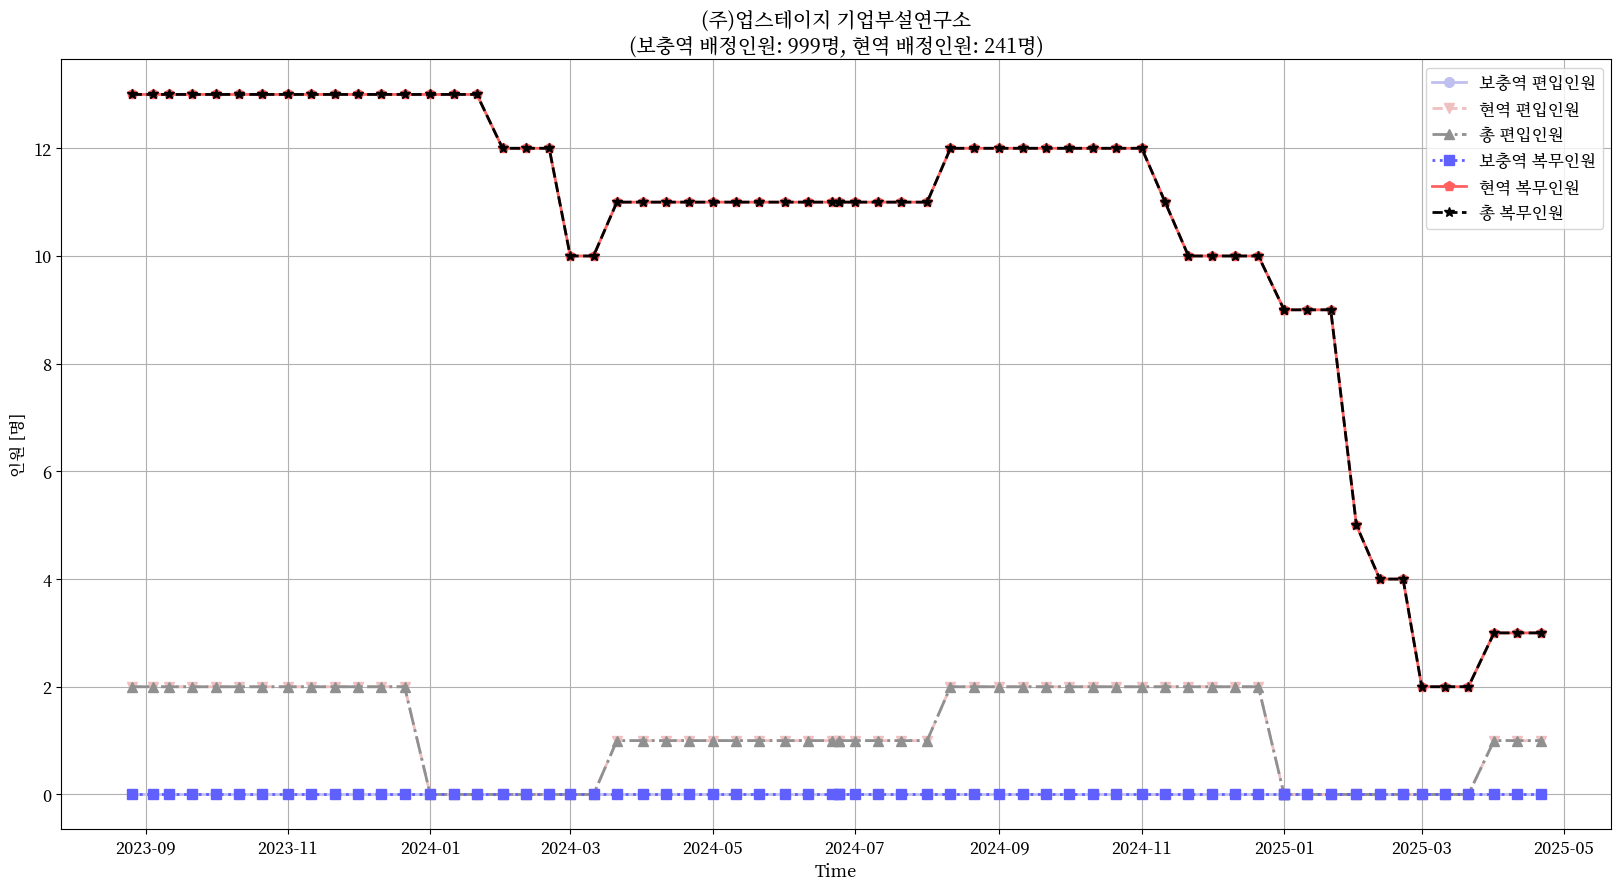 (주)업스테이지 기업부설연구소
(보충역 배정인원: 999명, 현역 배정인원: 241명)
보충역 편입인원
현역 편입인원
총 편입인원
보충역 복무인원
현역 복무인원
총 복무인원
인원 [명]
12
10
8
6
4
2
0
2023-09
2023-11
2024-01
2024-03
2024-05
2024-07
2024-09
2024-11
2025-01
2025-03
2025-05
Time